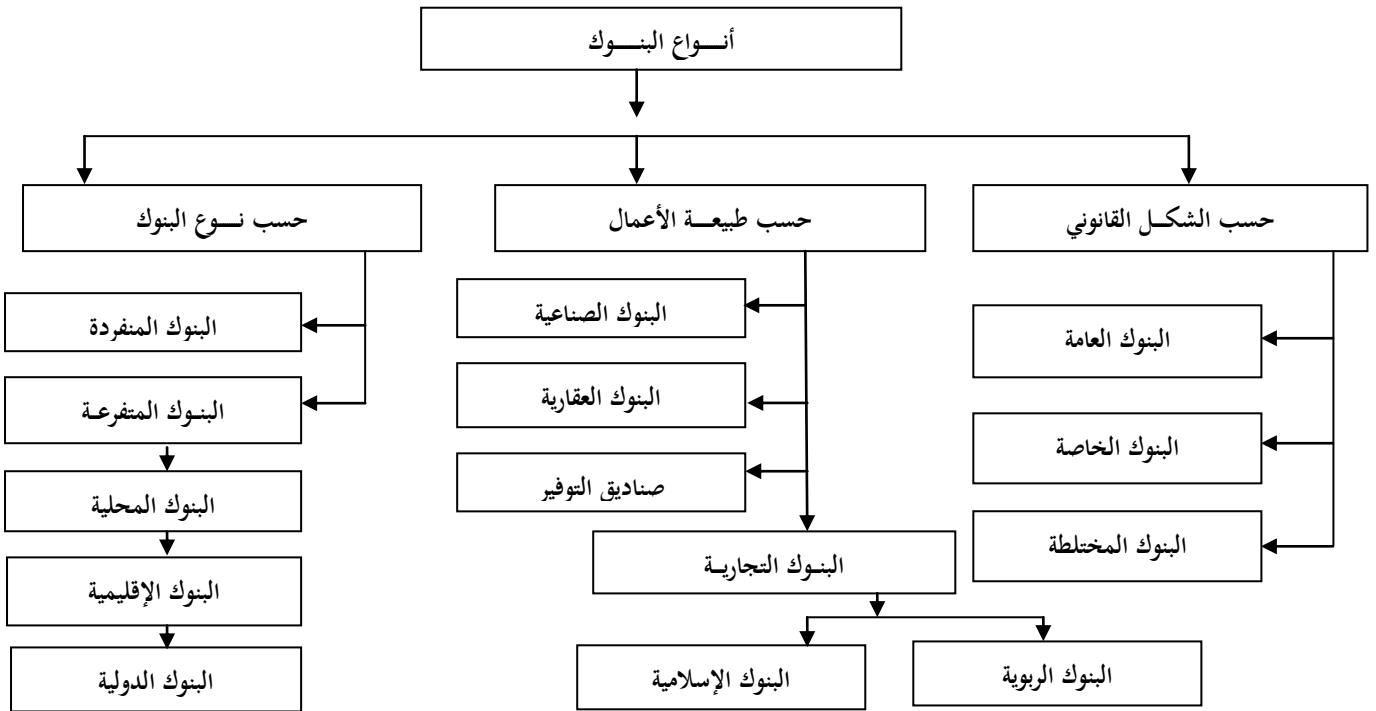 أنــواع البنــوك
حسب الشكــل القانوني
حسب طبيعــة الأعمال
حسب نــوع البنوك
البنوك العامة
البنوك الخاصة
البنوك المختلطة
البنوك الصناعية
البنوك العقارية
صناديق التوفير
البنـوك التجاريـة
البنوك الربوية
البنوك الإسلامية
البنوك المنفردة
البنـوك المتفرعـة
البنوك المحلية
البنوك الإقليمية
البنوك الدولية